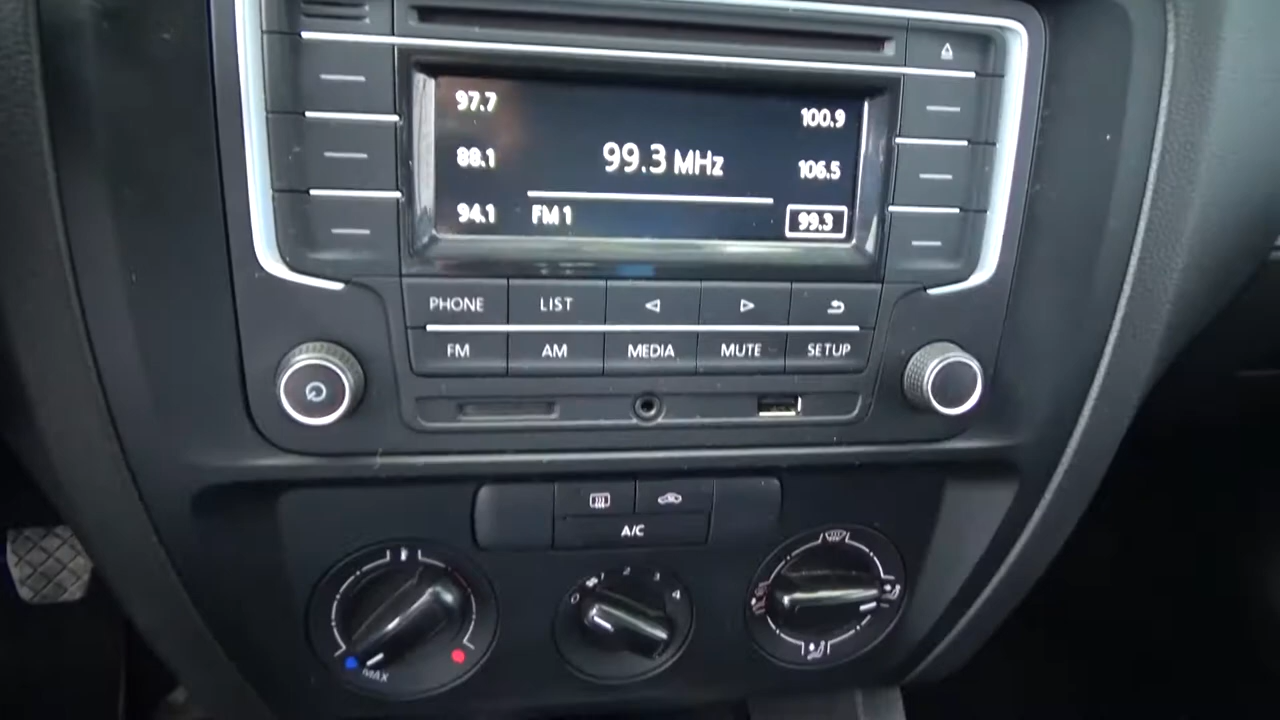 97.7
100.9
99.3 MHz
88.1
106.5
94.1
FM 1
99.3
PHONE
LIST
FM
AM
MEDIA
MUTE
SETUP
A/C
0
1
2
3
4
MAX